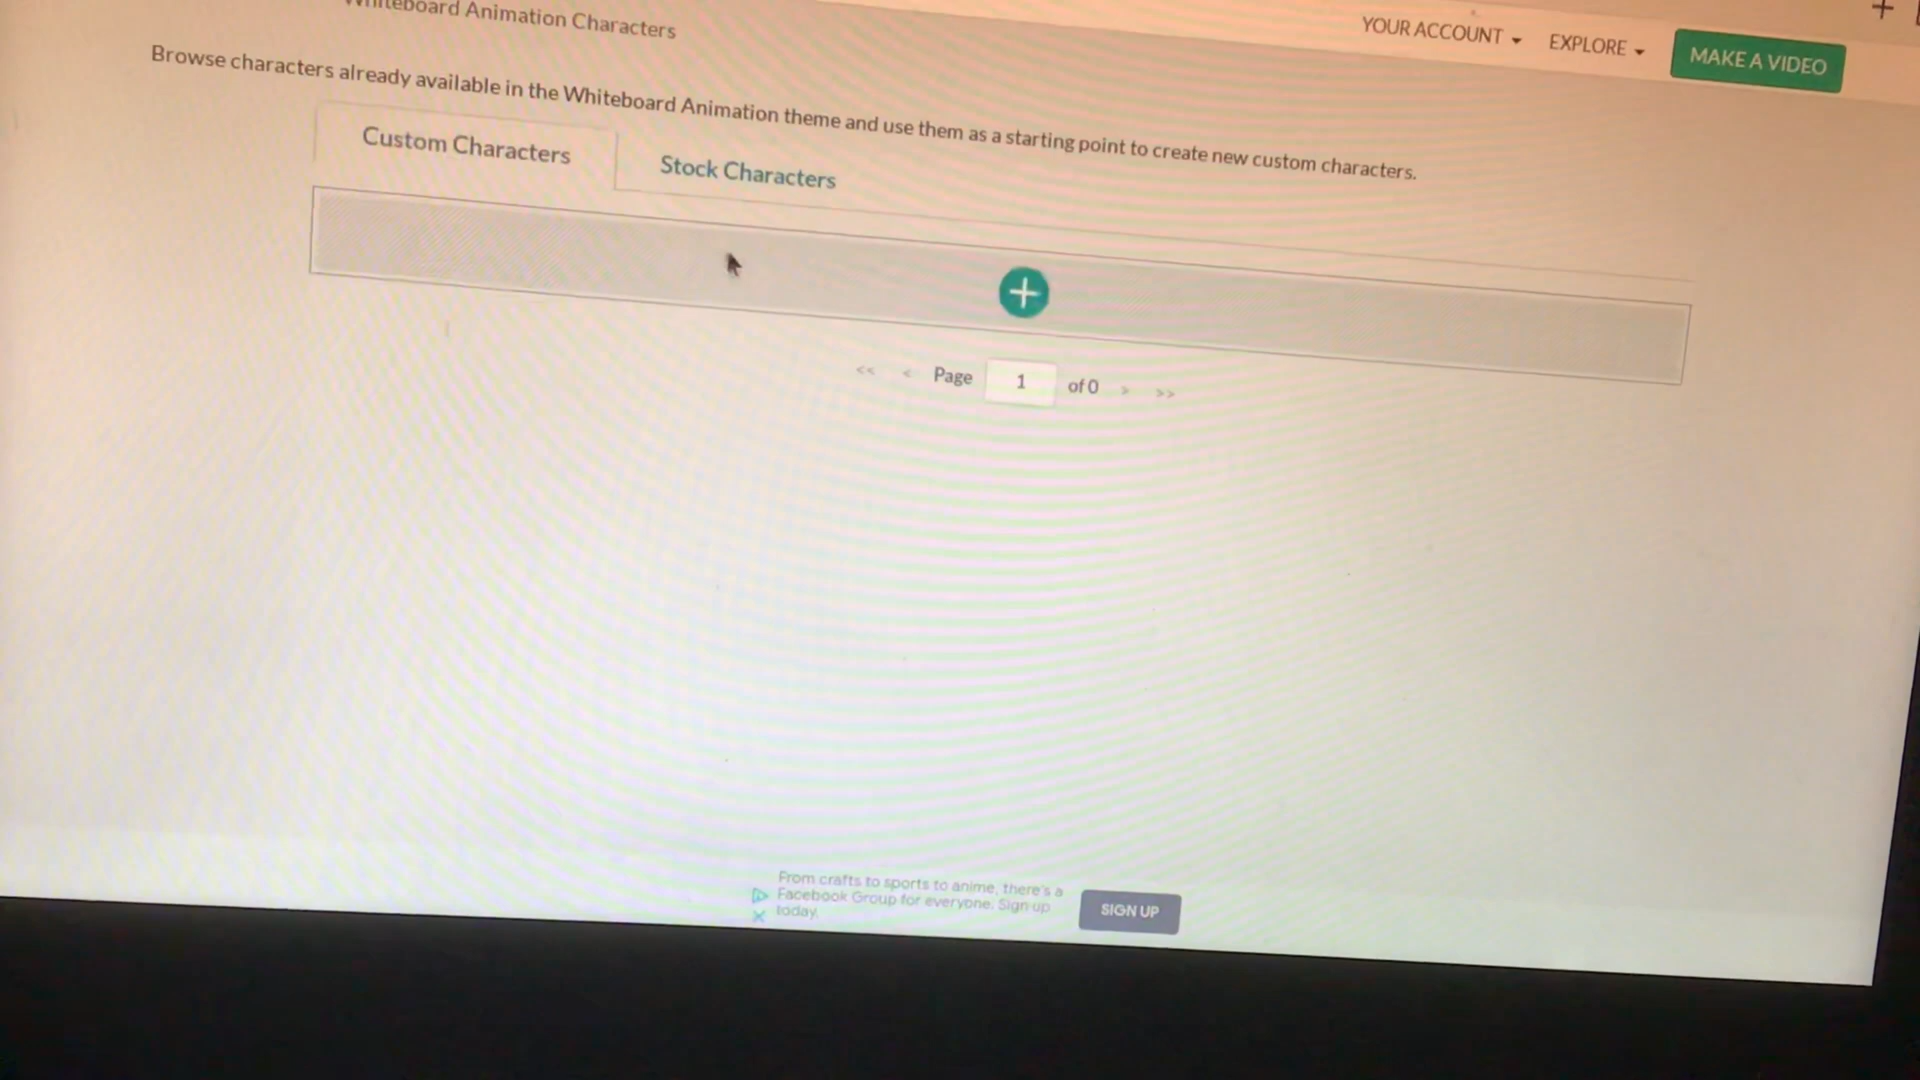 Whiteboard Animation Characters
YOUR ACCOUNT
EXPLORE
MAKE A VIDEO
Browse characters already available in the Whiteboard Animation theme and use them as a starting point to create new custom characters.
Custom Characters
Stock Characters
<< < Page 1 of 0 > >>
From crafts to sports to anime, there's a
Facebook Group for everyone. Sign up
today.
SIGN UP